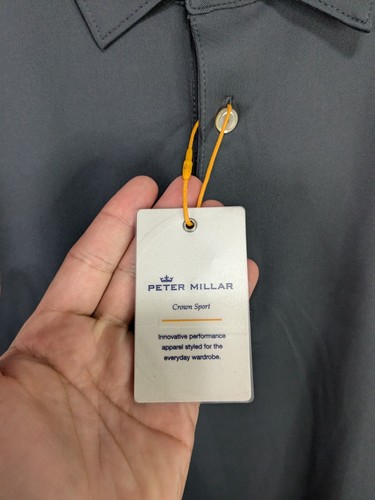 PETER MILLAR
Crown Sport
Innovative performance
apparel styled for the
everyday wardrobe.